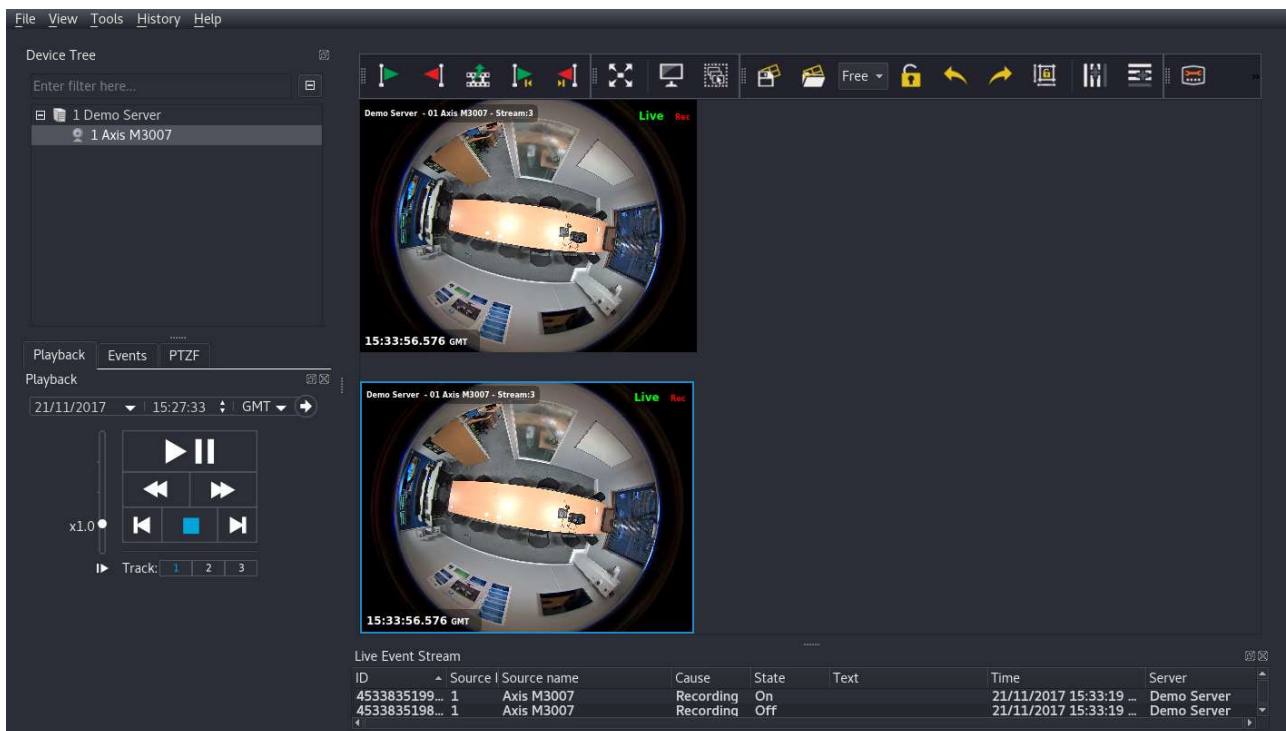 File View Tools History Help
Device Tree
Enter filter here...
1 Demo Server
1 Axis M3007
Free
Demo Server - 01 Axis M3007 - Stream:3 Live Rec
15:33:56.576 GMT
Playback Events PTZF
Playback
21/11/2017 15:27:33 GMT
x1.0
Track: 1 2 3
Demo Server - 01 Axis M3007 - Stream:3 Live Rec
15:33:56.576 GMT
Live Event Stream
ID Source I Source name Cause State Text Time Server
4533835199... 1 Axis M3007 Recording On 21/11/2017 15:33:19 ... Demo Server
4533835198... 1 Axis M3007 Recording Off 21/11/2017 15:33:19 ... Demo Server